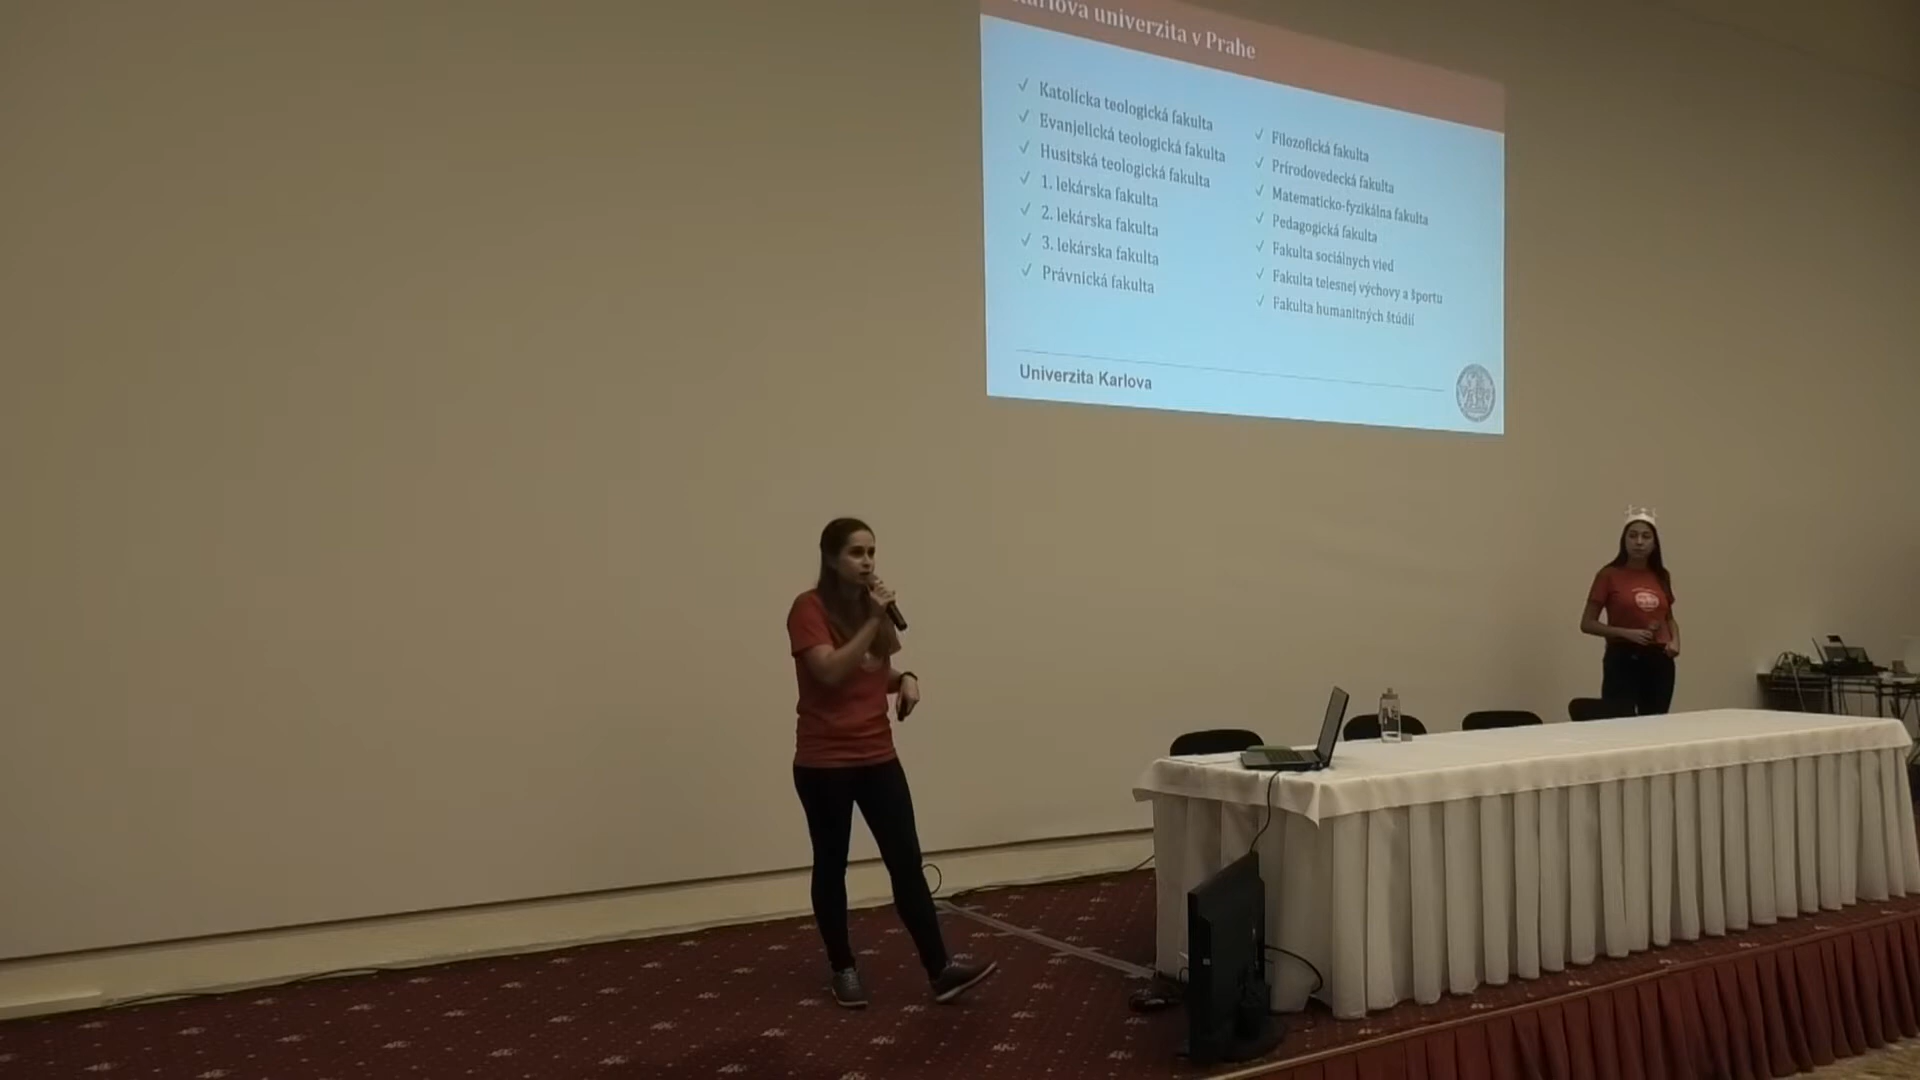 Karlova univerzita v Prahe
✓ Katolícka teologická fakulta
✓ Evanjelická teologická fakulta
✓ Husitská teologická fakulta
✓ 1. lekárska fakulta
✓ 2. lekárska fakulta
✓ 3. lekárska fakulta
✓ Právnická fakulta
✓ Filozofická fakulta
✓ Prírodovedecká fakulta
✓ Matematicko-fyzikálna fakulta
✓ Pedagogická fakulta
✓ Fakulta sociálnych vied
✓ Fakulta telesnej výchovy a športu
✓ Fakulta humanitných štúdií
Univerzita Karlova